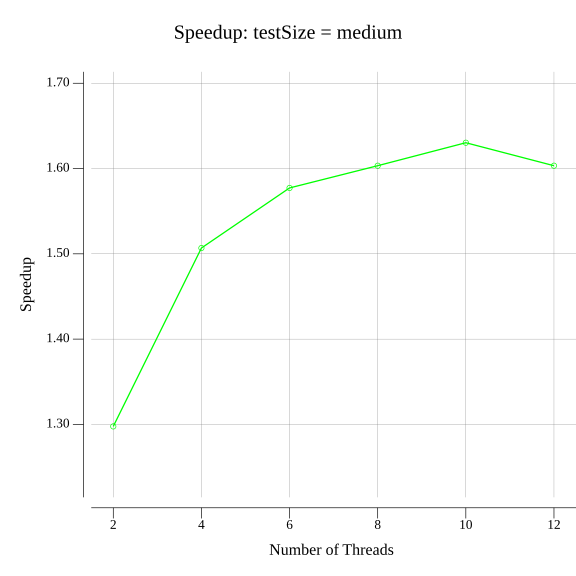 Speedup: testSize = medium
1.70
1.60
1.50
1.40
1.30
Speedup
2 4 6 8 10 12
Number of Threads